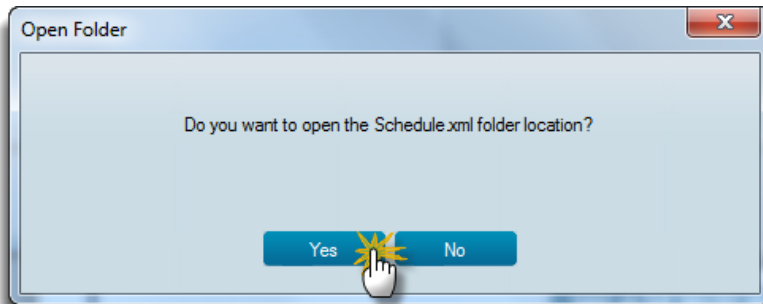 Open Folder
Do you want to open the Schedule.xml folder location?
Yes No